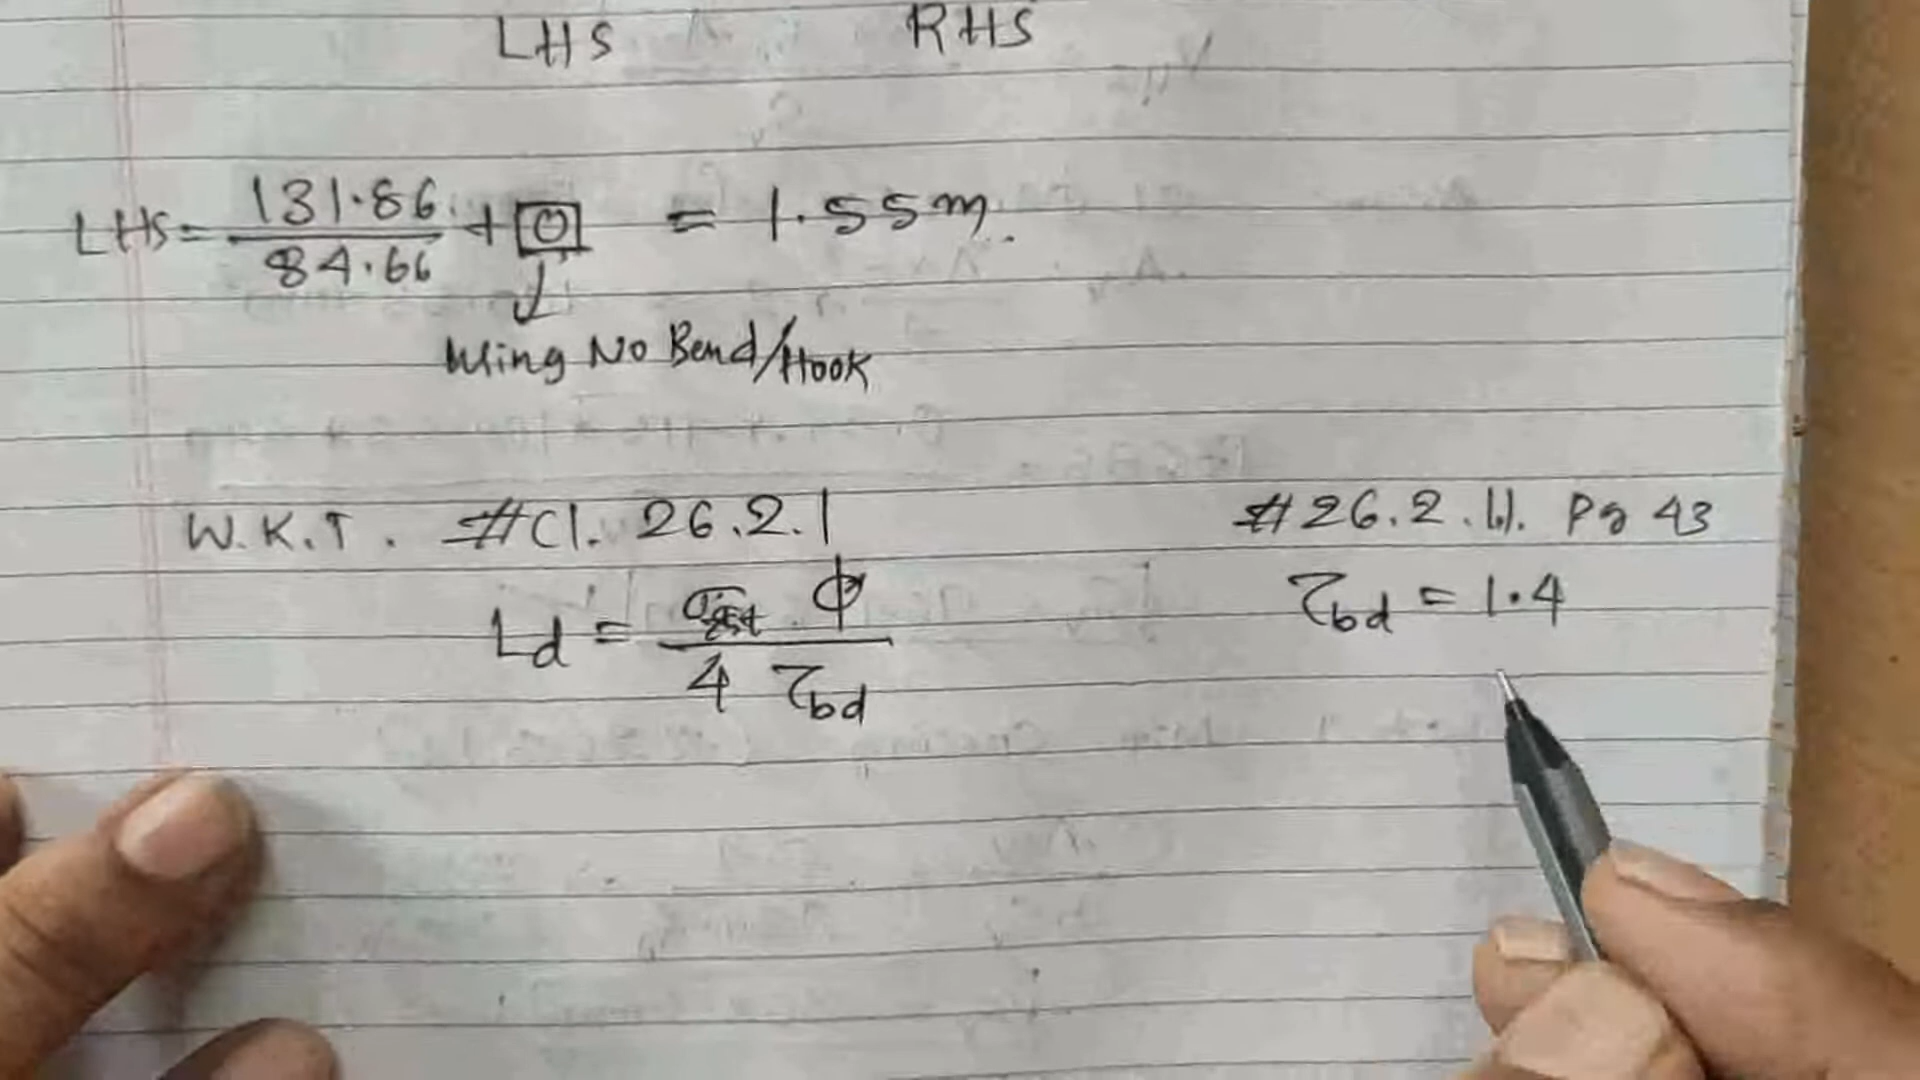 LHS RHS
LHS = 131.86 / 84.66 + 0 = 1.55m.
Using No Bend/Hook
W.K.T. #Cl. 26.2.1 #26.2.1.1. Pg 43
Ld = σst . ϕ / 4 τbd τbd = 1.4